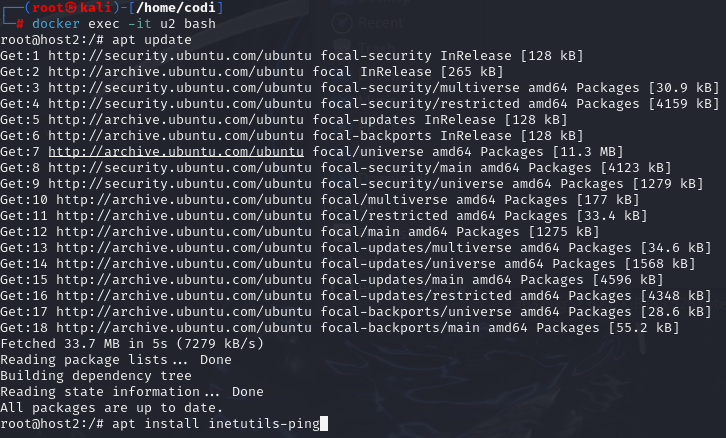 ┌──(root㉿kali)-[/home/codi]
└─# docker exec -it u2 bash
root@host2:/# apt update
Get:1 http://security.ubuntu.com/ubuntu focal-security InRelease [128 kB]
Get:2 http://archive.ubuntu.com/ubuntu focal InRelease [265 kB]
Get:3 http://security.ubuntu.com/ubuntu focal-security/multiverse amd64 Packages [30.9 kB]
Get:4 http://security.ubuntu.com/ubuntu focal-security/restricted amd64 Packages [4159 kB]
Get:5 http://archive.ubuntu.com/ubuntu focal-updates InRelease [128 kB]
Get:6 http://archive.ubuntu.com/ubuntu focal-backports InRelease [128 kB]
Get:7 http://archive.ubuntu.com/ubuntu focal/universe amd64 Packages [11.3 MB]
Get:8 http://security.ubuntu.com/ubuntu focal-security/main amd64 Packages [4123 kB]
Get:9 http://security.ubuntu.com/ubuntu focal-security/universe amd64 Packages [1279 kB]
Get:10 http://archive.ubuntu.com/ubuntu focal/multiverse amd64 Packages [177 kB]
Get:11 http://archive.ubuntu.com/ubuntu focal/restricted amd64 Packages [33.4 kB]
Get:12 http://archive.ubuntu.com/ubuntu focal/main amd64 Packages [1275 kB]
Get:13 http://archive.ubuntu.com/ubuntu focal-updates/multiverse amd64 Packages [34.6 kB]
Get:14 http://archive.ubuntu.com/ubuntu focal-updates/universe amd64 Packages [1568 kB]
Get:15 http://archive.ubuntu.com/ubuntu focal-updates/main amd64 Packages [4596 kB]
Get:16 http://archive.ubuntu.com/ubuntu focal-updates/restricted amd64 Packages [4348 kB]
Get:17 http://archive.ubuntu.com/ubuntu focal-backports/universe amd64 Packages [28.6 kB]
Get:18 http://archive.ubuntu.com/ubuntu focal-backports/main amd64 Packages [55.2 kB]
Fetched 33.7 MB in 5s (7279 kB/s)
Reading package lists... Done
Building dependency tree
Reading state information... Done
All packages are up to date.
root@host2:/# apt install inetutils-ping